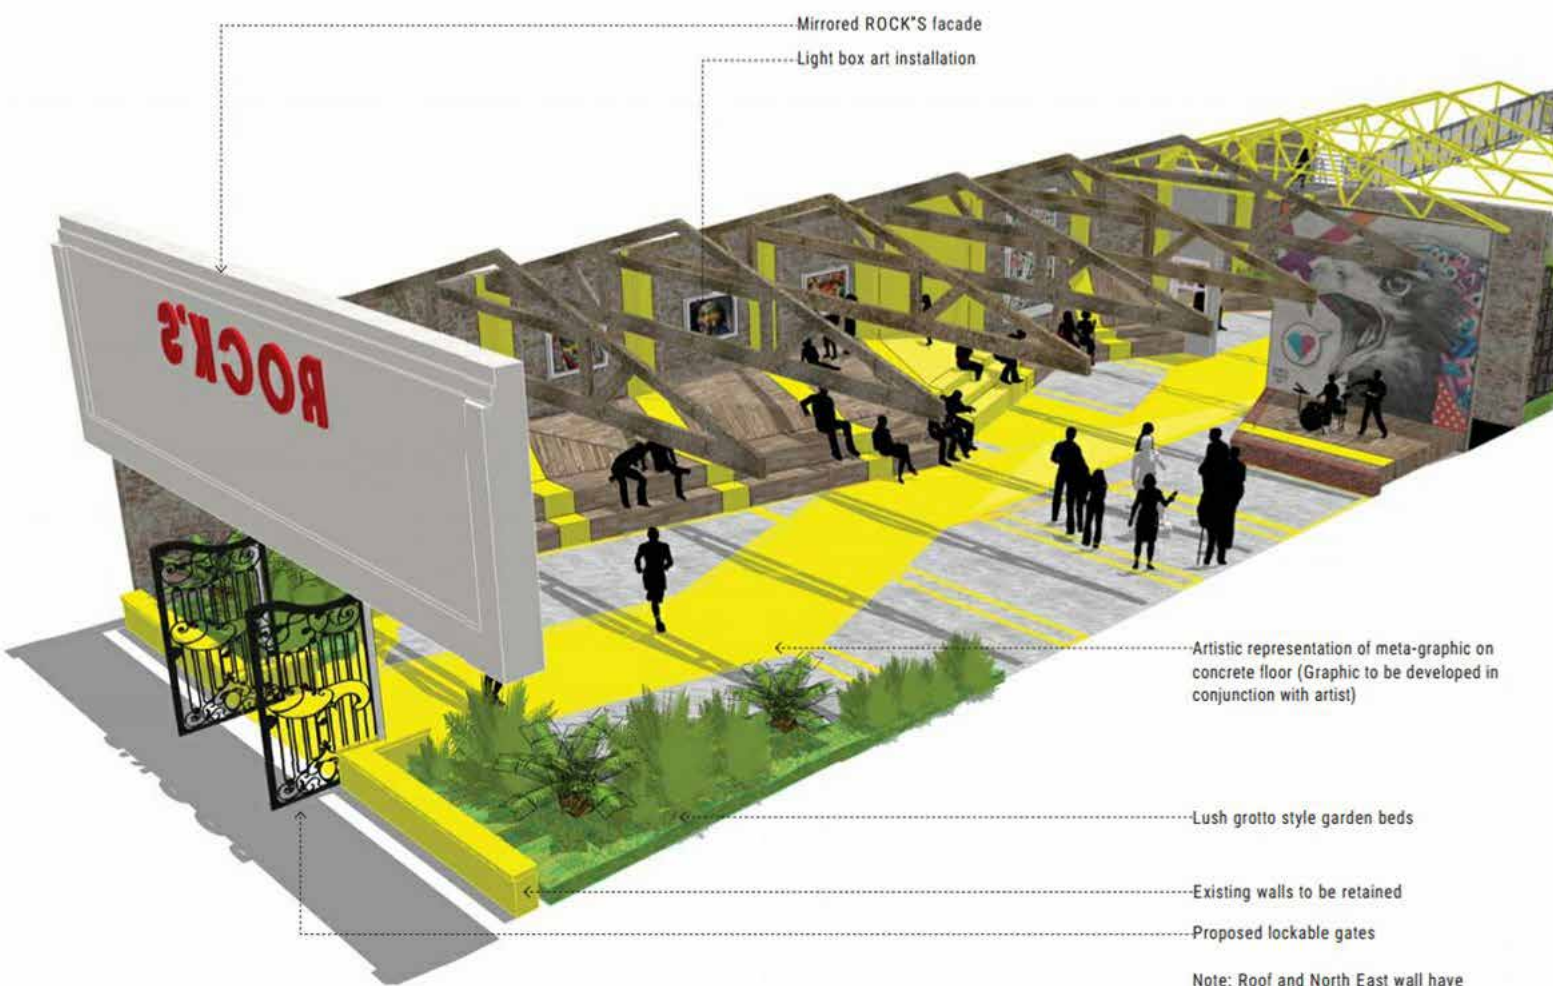 Mirrored ROCK"S facade
Light box art installation
ROCK'S
Artistic representation of meta-graphic on
concrete floor (Graphic to be developed in
conjunction with artist)
Lush grotto style garden beds
Existing walls to be retained
Proposed lockable gates
Note: Roof and North East wall have